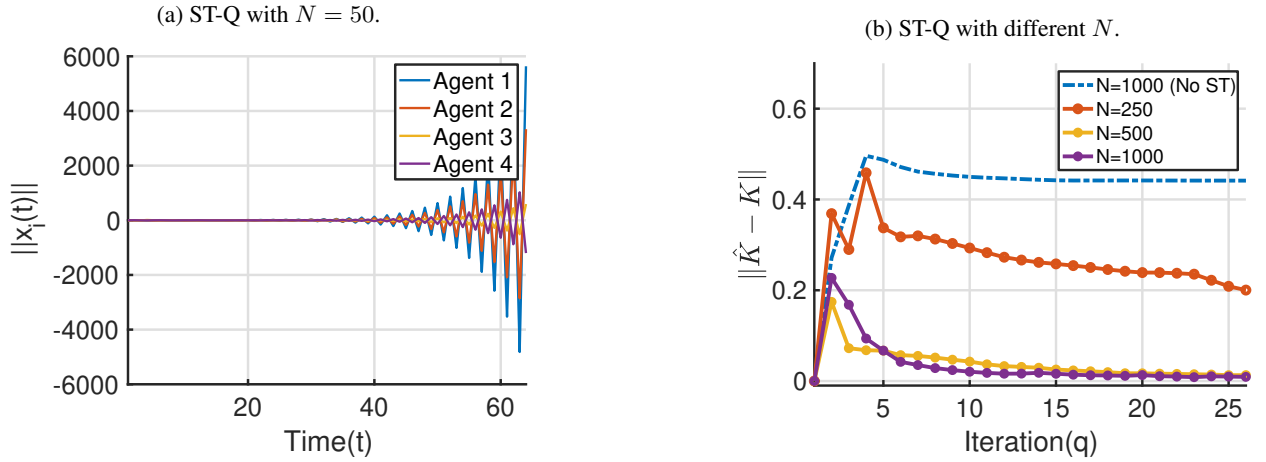 (a) ST-Q with N = 50.
6000
4000
2000
0
-2000
-4000
-6000
20
40
60
Time(t)
||x_i(t)||
Agent 1
Agent 2
Agent 3
Agent 4
(b) ST-Q with different N.
0.6
0.4
0.2
0
5
10
15
20
25
Iteration(q)
‖K̂ − K‖
N=1000 (No ST)
N=250
N=500
N=1000